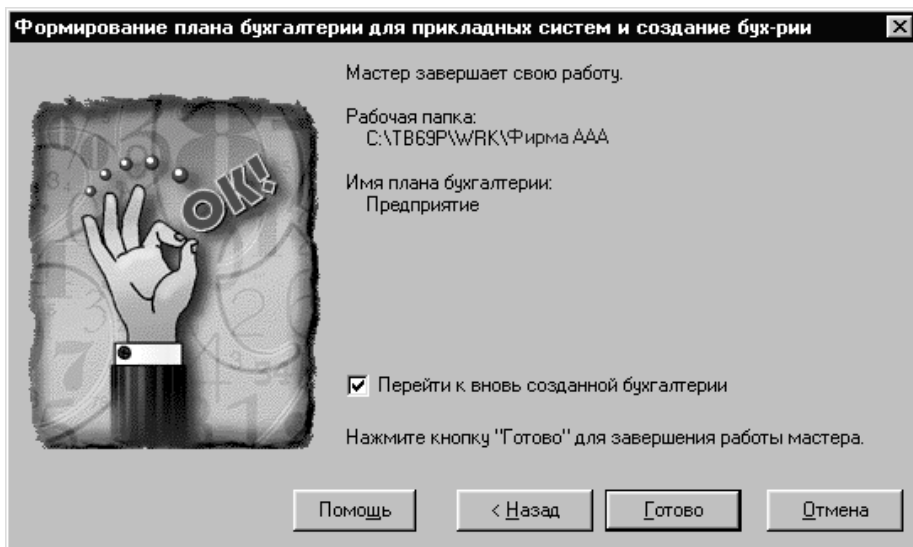 Формирование плана бухгалтерии для прикладных систем и создание бух-рии
Мастер завершает свою работу.
Рабочая папка:
C:\TB69P\WRK\Фирма ААА
Имя плана бухгалтерии:
Предприятие
OK!
Перейти к вновь созданной бухгалтерии
Нажмите кнопку "Готово" для завершения работы мастера.
Помощь
< Назад
Готово
Отмена